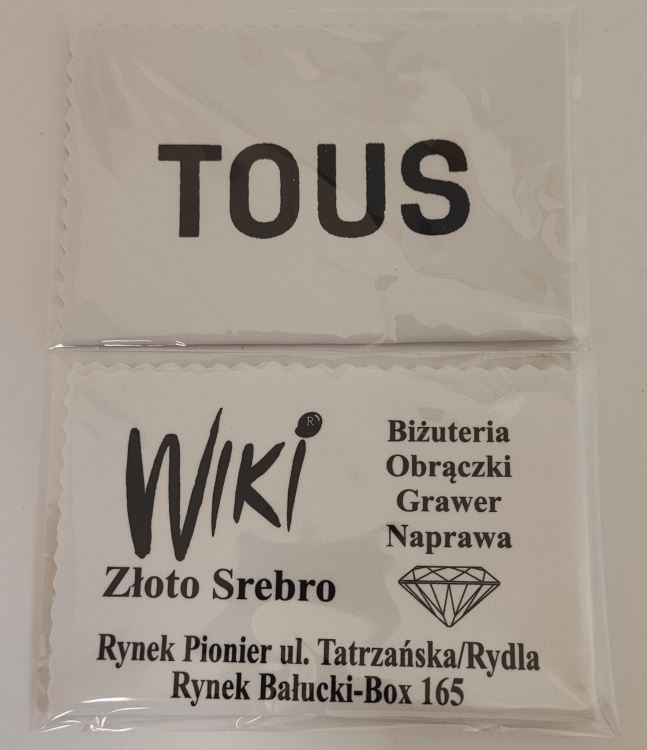 TOUS
WIKi®
Biżuteria
Obrączki
Grawer
Naprawa
Złoto Srebro
Rynek Pionier ul. Tatrzańska/Rydla
Rynek Bałucki-Box 165